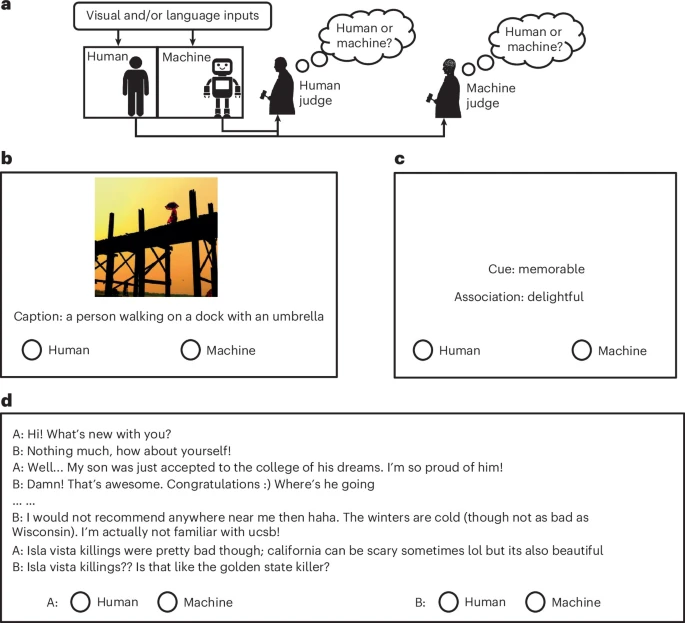 a
Visual and/or language inputs
Human
Machine
Human or
machine?
Human
judge
Human or
machine?
Machine
judge
b
Caption: a person walking on a dock with an umbrella
Human
Machine
c
Cue: memorable
Association: delightful
Human
Machine
d
A: Hi! What's new with you?
B: Nothing much, how about yourself!
A: Well... My son was just accepted to the college of his dreams. I'm so proud of him!
B: Damn! That's awesome. Congratulations :) Where's he going
... ...
B: I would not recommend anywhere near me then haha. The winters are cold (though not as bad as
Wisconsin). I'm actually not familiar with ucsb!
A: Isla vista killings were pretty bad though; california can be scary sometimes lol but its also beautiful
B: Isla vista killings?? Is that like the golden state killer?
A: Human Machine B: Human Machine